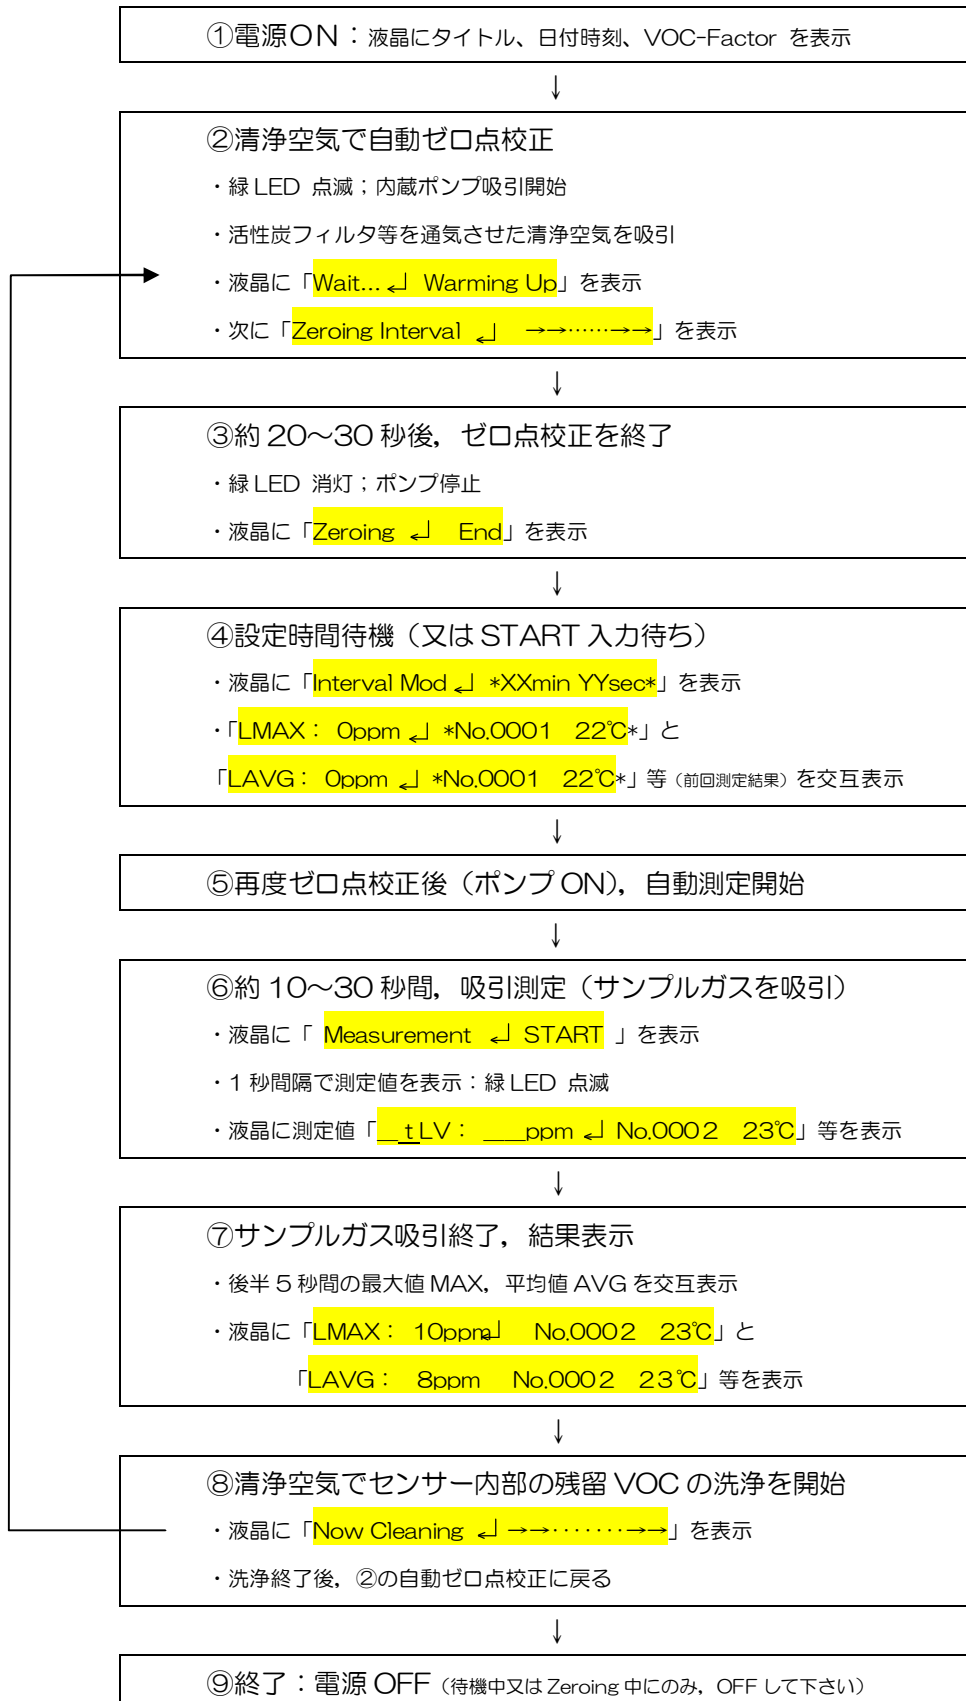 ①電源ON：液晶にタイトル、日付時刻、VOC-Factor を表示
↓
②清浄空気で自動ゼロ点校正
・緑 LED 点滅；内蔵ポンプ吸引開始
・活性炭フィルタ等を通気させた清浄空気を吸引
・液晶に「Wait... ↲ Warming Up」を表示
・次に「Zeroing Interval ↲ →→……→→」を表示
↓
③約 20～30 秒後，ゼロ点校正を終了
・緑 LED 消灯；ポンプ停止
・液晶に「Zeroing ↲ End」を表示
↓
④設定時間待機（又は START 入力待ち）
・液晶に「Interval Mod ↲ *XXmin YYsec*」を表示
・「LMAX： 0ppm ↲ *No.0001 22℃*」と
「LAVG： 0ppm ↲ *No.0001 22℃*」等（前回測定結果）を交互表示
↓
⑤再度ゼロ点校正後（ポンプ ON），自動測定開始
↓
⑥約 10～30 秒間，吸引測定（サンプルガスを吸引）
・液晶に「 Measurement ↲ START 」を表示
・1 秒間隔で測定値を表示：緑 LED 点滅
・液晶に測定値「__tLV： ___ppm ↲ No.0002 23℃」等を表示
↓
⑦サンプルガス吸引終了，結果表示
・後半 5 秒間の最大値 MAX，平均値 AVG を交互表示
・液晶に「LMAX： 10ppm↲ No.0002 23℃」と
「LAVG： 8ppm No.0002 23℃」等を表示
↓
⑧清浄空気でセンサー内部の残留 VOC の洗浄を開始
・液晶に「Now Cleaning ↲ →→‥‥‥‥→→」を表示
・洗浄終了後，②の自動ゼロ点校正に戻る
↓
⑨終了：電源 OFF（待機中又は Zeroing 中にのみ，OFF して下さい）